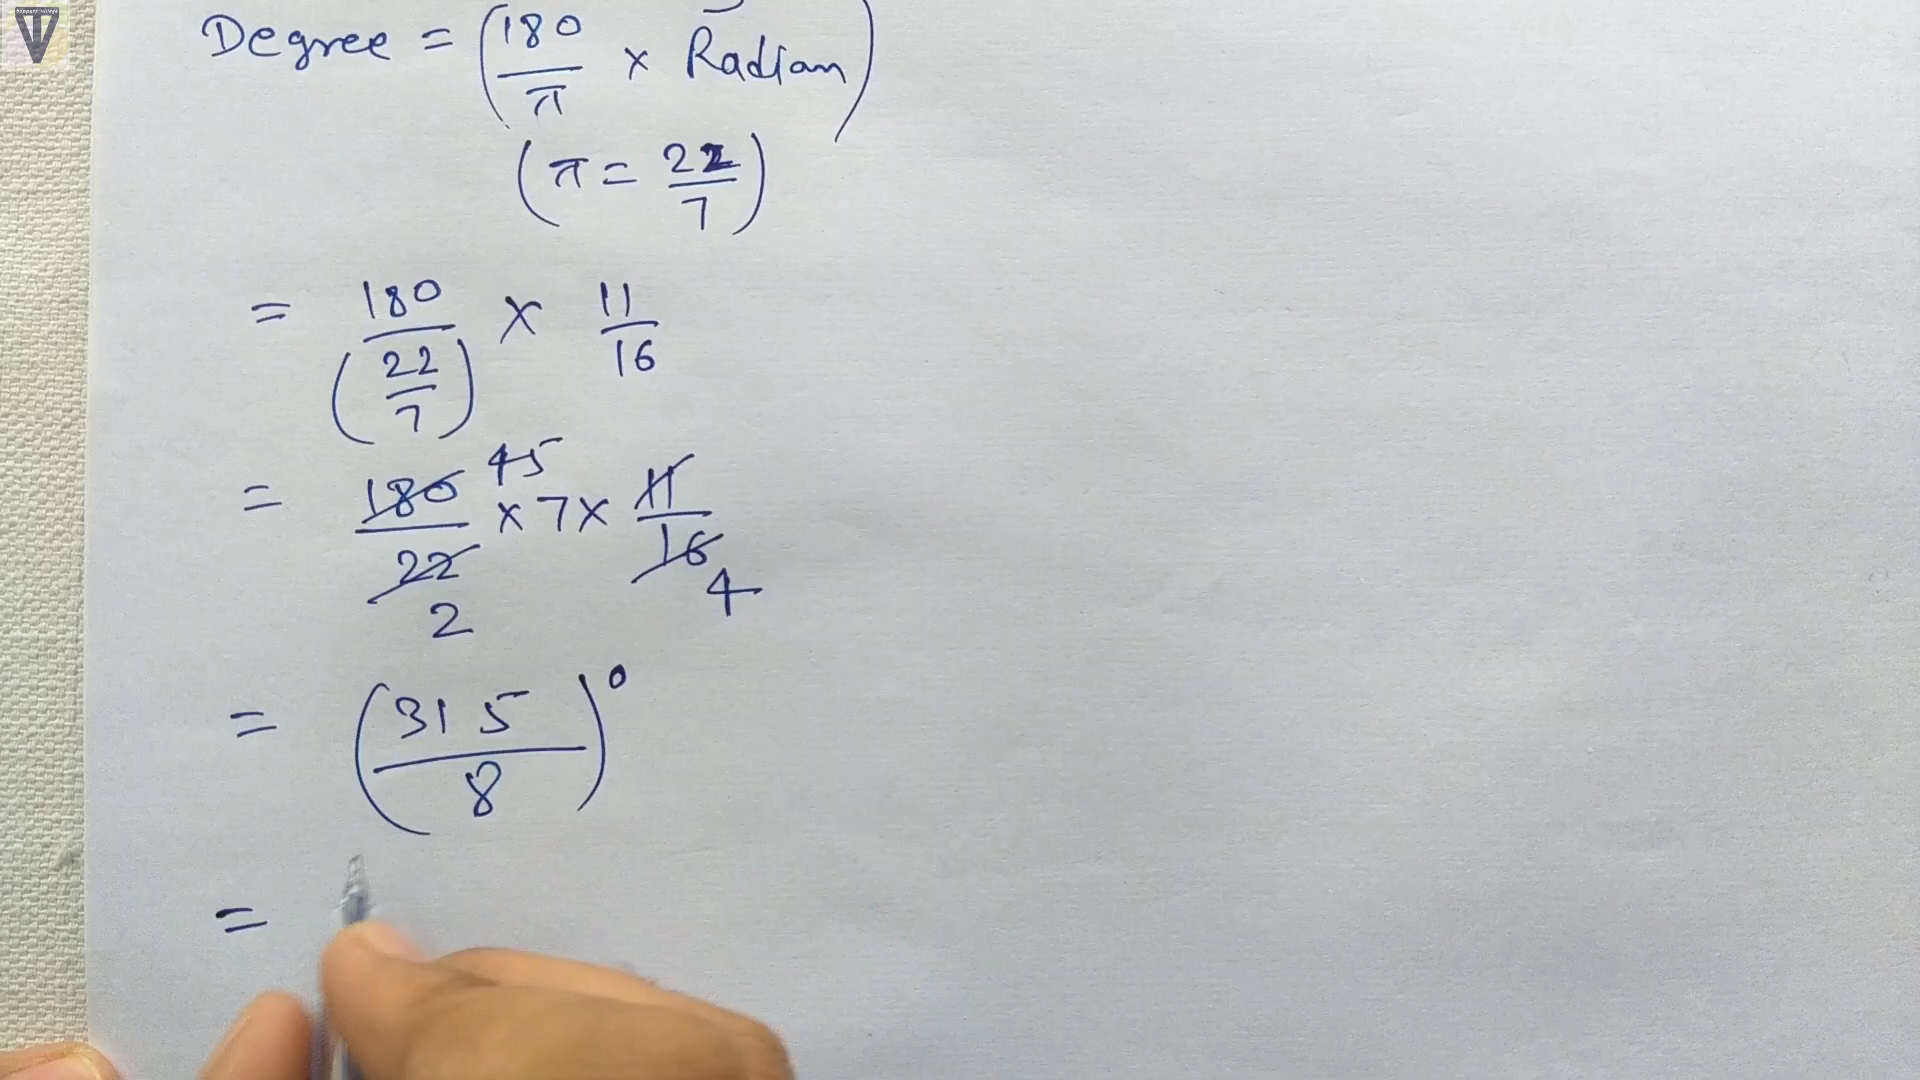 Degree = (180/π × Radian)
(π = 22/7)
= 180/(22/7) × 11/16
= 180/22 × 7 × 11/16
45
2
4
= (315/8)°
=